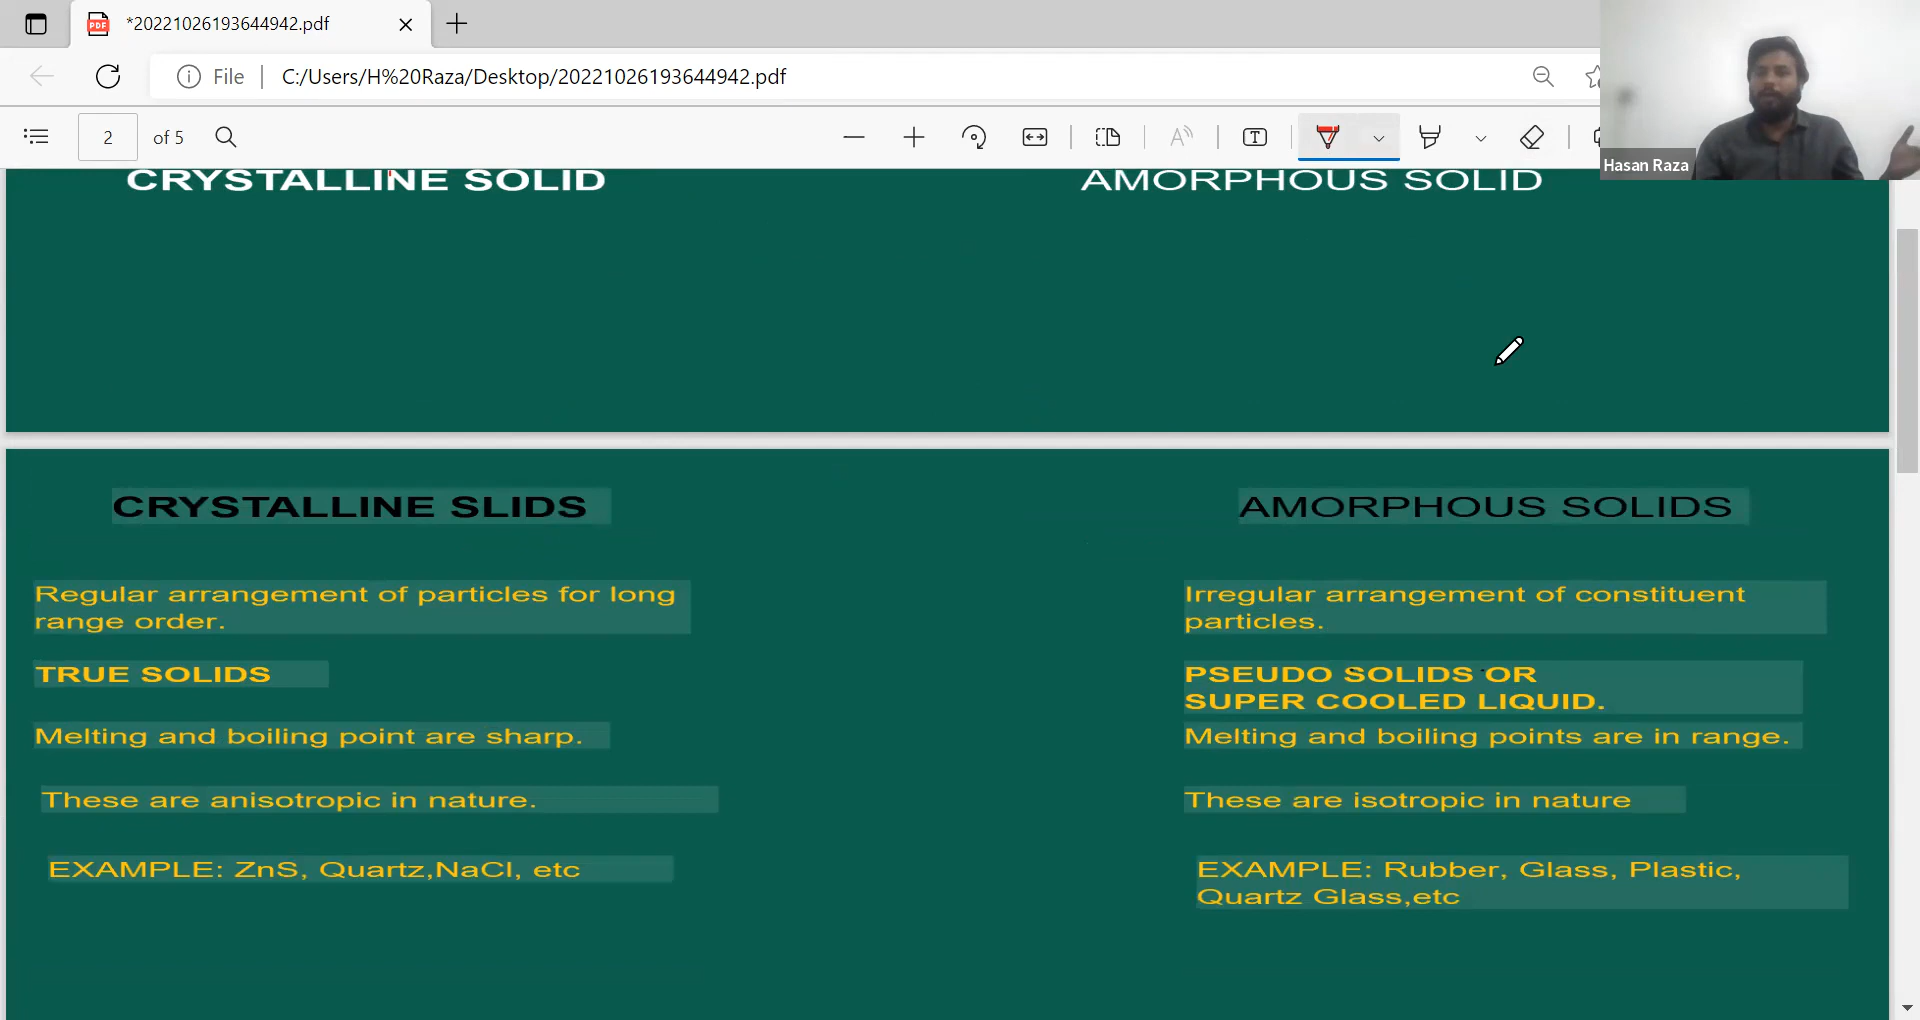 *20221026193644942.pdf
File
C:/Users/H%20Raza/Desktop/20221026193644942.pdf
2 of 5
Hasan Raza
CRYSTALLINE SOLID
AMORPHOUS SOLID
CRYSTALLINE SLIDS
Regular arrangement of particles for long
range order.
TRUE SOLIDS
Melting and boiling point are sharp.
These are anisotropic in nature.
EXAMPLE: ZnS, Quartz,NaCl, etc
AMORPHOUS SOLIDS
Irregular arrangement of constituent
particles.
PSEUDO SOLIDS OR
SUPER COOLED LIQUID.
Melting and boiling points are in range.
These are isotropic in nature
EXAMPLE: Rubber, Glass, Plastic,
Quartz Glass,etc